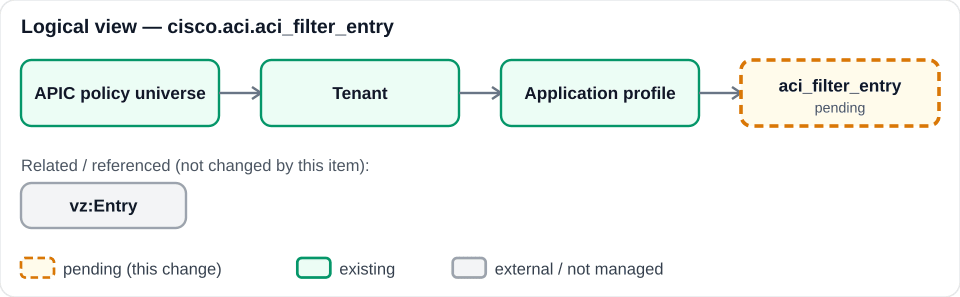 Logical view — cisco.aci.aci_filter_entry
APIC policy universe
Tenant
Application profile
aci_filter_entry
pending
Related / referenced (not changed by this item):
vz:Entry
pending (this change)
existing
external / not managed